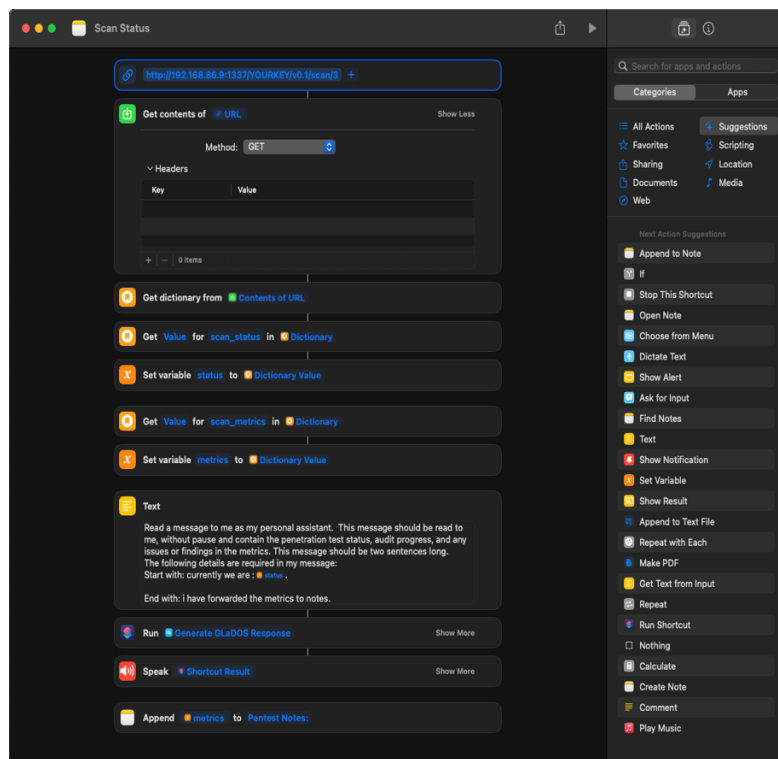 Scan Status
http://192.168.86.9:1337/YOURKEY/v0.1/scan/3 +
Get contents of URL Show Less
Method: GET
Headers
Key Value
+ − 0 items
Get dictionary from Contents of URL
Get Value for scan_status in Dictionary
Set variable status to Dictionary Value
Get Value for scan_metrics in Dictionary
Set variable metrics to Dictionary Value
Text
Read a message to me as my personal assistant. This message should be read to
me, without pause and contain the penetration test status, audit progress, and any
issues or findings in the metrics. This message should be two sentences long.
The following details are required in my message:
Start with: currently we are : status .
End with: i have forwarded the metrics to notes.
Run Generate GLaDOS Response Show More
Speak Shortcut Result Show More
Append metrics to Pentest Notes:
Search for apps and actions
Categories Apps
All Actions Suggestions
Favorites Scripting
Sharing Location
Documents Media
Web
Next Action Suggestions
Append to Note
If
Stop This Shortcut
Open Note
Choose from Menu
Dictate Text
Show Alert
Ask for Input
Find Notes
Text
Show Notification
Set Variable
Show Result
Append to Text File
Repeat with Each
Make PDF
Get Text from Input
Repeat
Run Shortcut
Nothing
Calculate
Create Note
Comment
Play Music